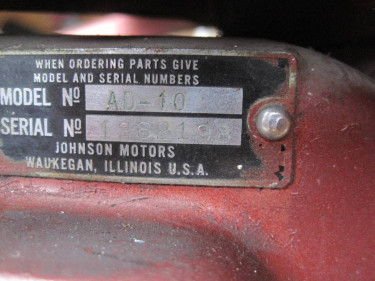 WHEN ORDERING PARTS GIVE
MODEL AND SERIAL NUMBERS
MODEL Nº AD-10
SERIAL Nº
JOHNSON MOTORS
WAUKEGAN, ILLINOIS U.S.A.